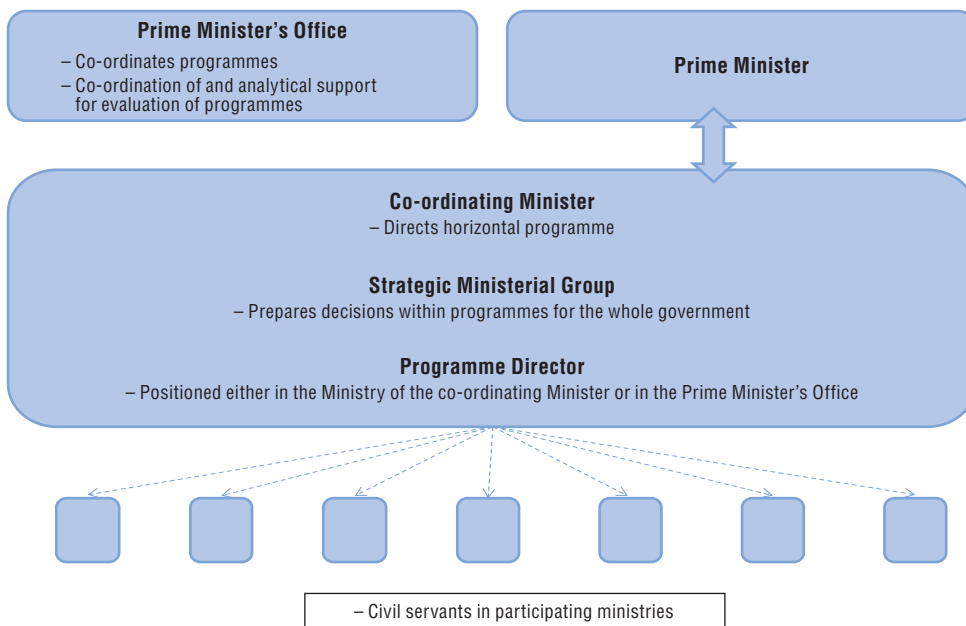 Prime Minister’s Office
– Co-ordinates programmes
– Co-ordination of and analytical support
for evaluation of programmes
Prime Minister
Co-ordinating Minister
– Directs horizontal programme
Strategic Ministerial Group
– Prepares decisions within programmes for the whole government
Programme Director
– Positioned either in the Ministry of the co-ordinating Minister or in the Prime Minister’s Office
– Civil servants in participating ministries